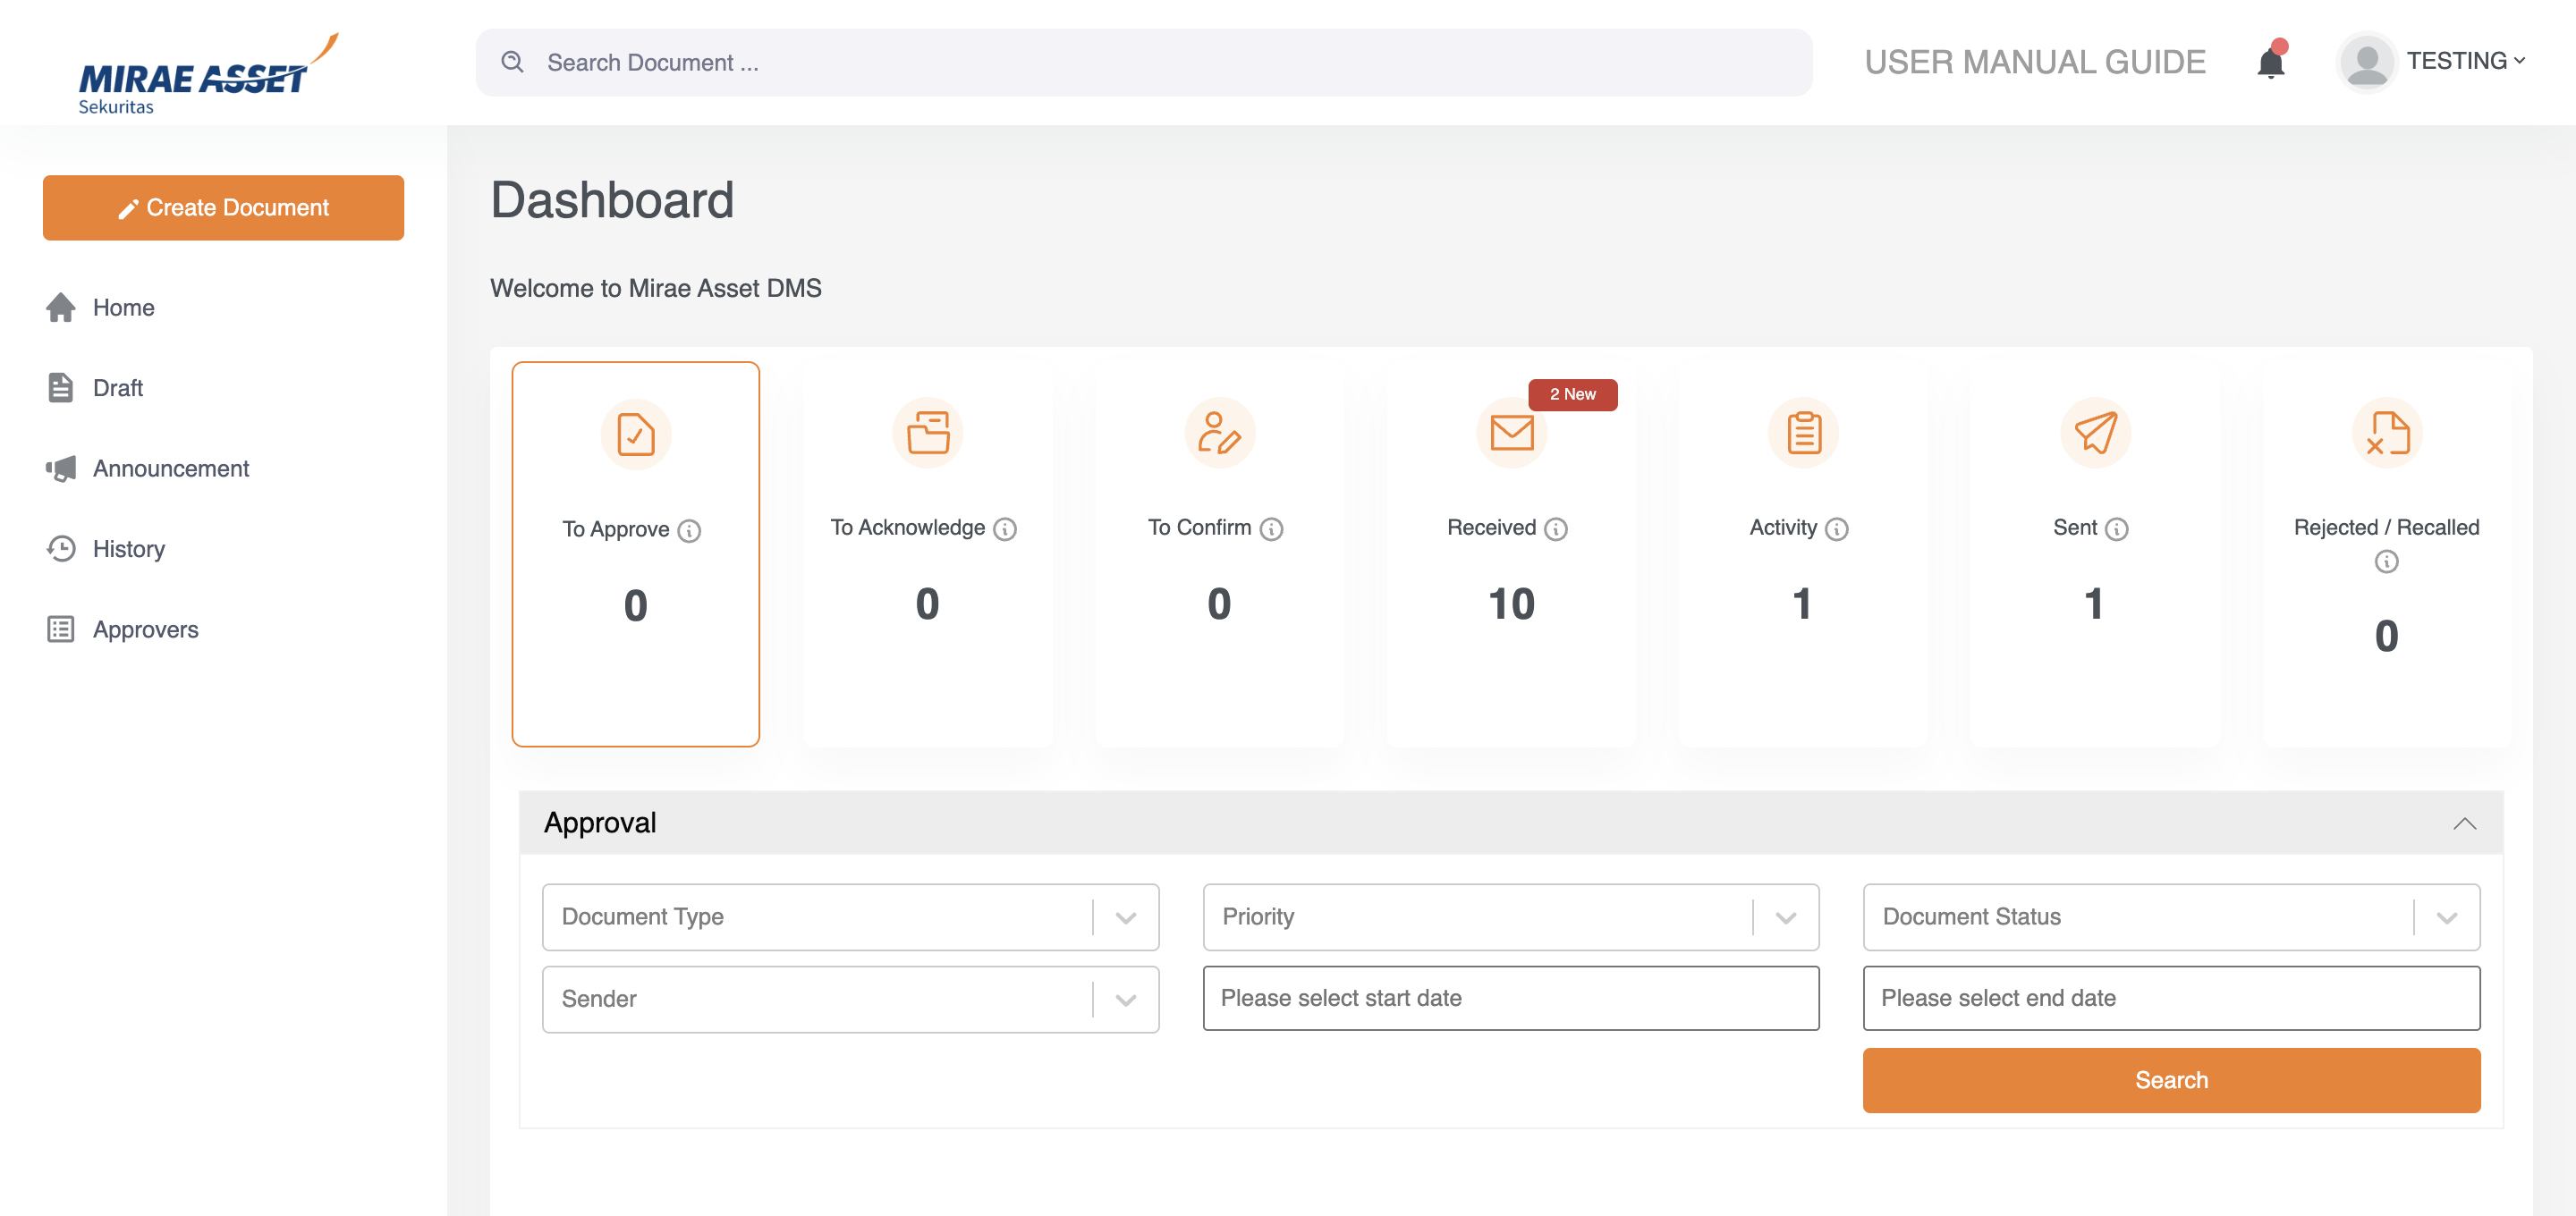 MIRAE ASSET
Sekuritas
Search Document ...
USER MANUAL GUIDE
TESTING
Create Document
Home
Draft
Announcement
History
Approvers
Dashboard
Welcome to Mirae Asset DMS
To Approve
0
To Acknowledge
0
To Confirm
0
2 New
Received
10
Activity
1
Sent
1
Rejected / Recalled
0
Approval
Document Type
Priority
Document Status
Sender
Please select start date
Please select end date
Search